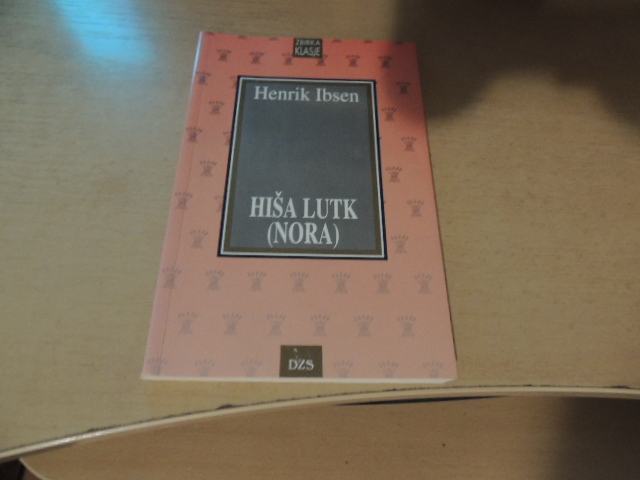 ZBIRKA
KLASJE
Henrik Ibsen
HIŠA LUTK
(NORA)
DZS